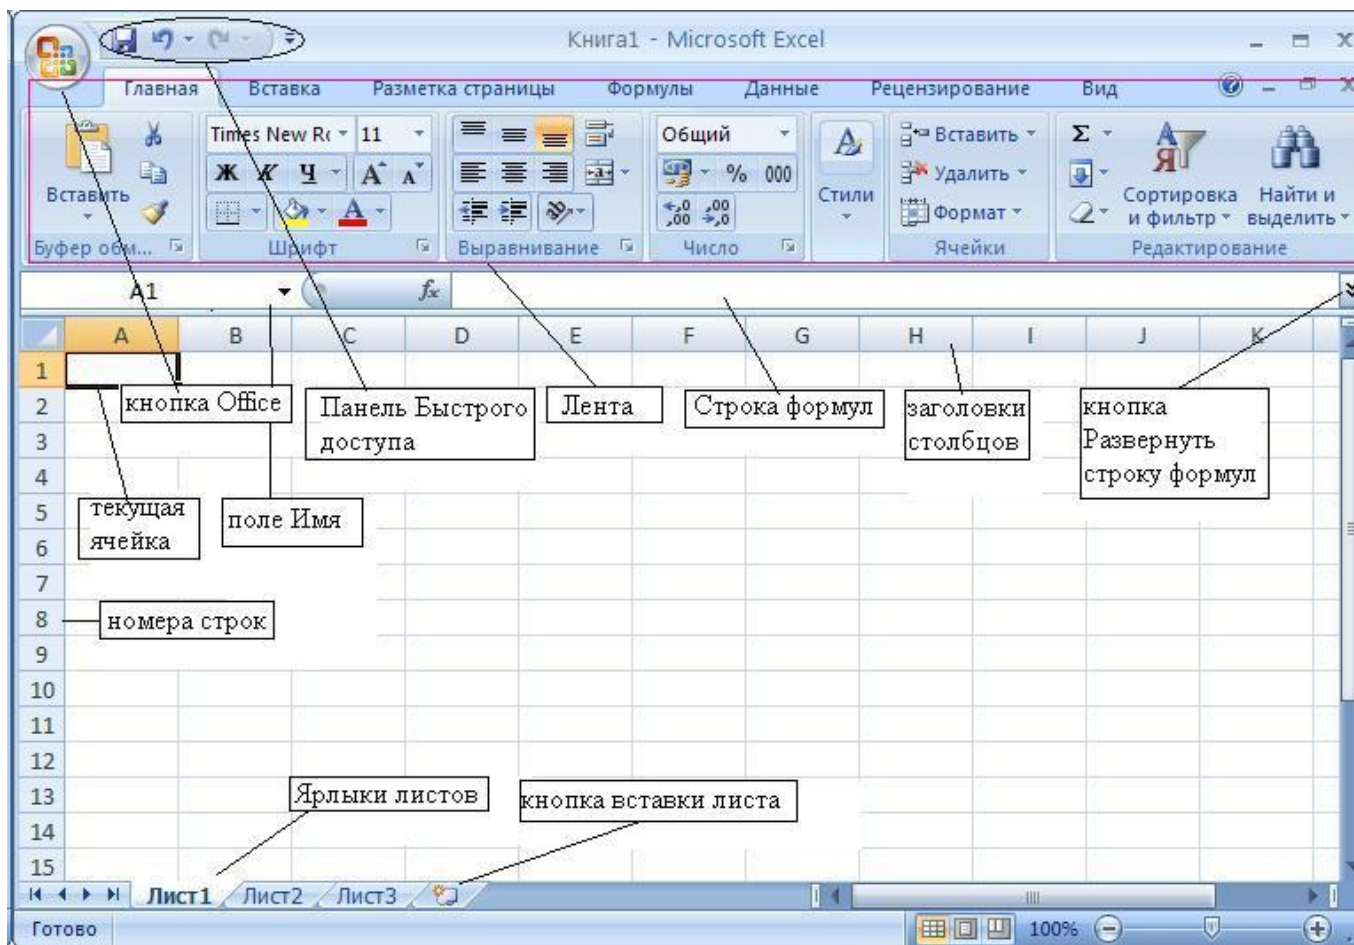 Книга1 - Microsoft Excel
Главная Вставка Разметка страницы Формулы Данные Рецензирование Вид
Times New Ro 11 Общий Вставить Σ
Ж К Ч A A % 000 Удалить
Вставить A ,00 ,0 Стили Формат Сортировка и фильтр Найти и выделить
Буфер обм... Шрифт Выравнивание Число Ячейки Редактирование
A1 fx
A B C D E F G H I J K
1
2 кнопка Office Панель Быстрого доступа Лента Строка формул заголовки столбцов кнопка Развернуть строку формул
3
4
5 текущая ячейка поле Имя
6
7
8 номера строк
9
10
11
12
13 Ярлыки листов кнопка вставки листа
14
15
Лист1 Лист2 Лист3
Готово 100%